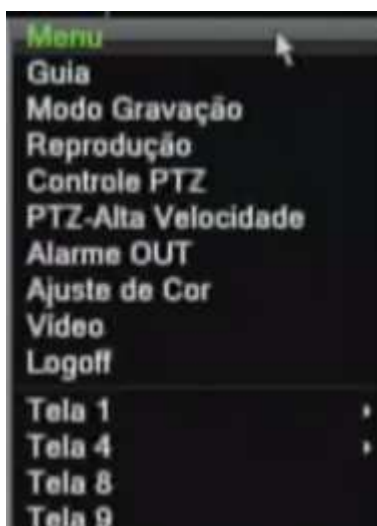 Menu
Guia
Modo Gravação
Reprodução
Controle PTZ
PTZ-Alta Velocidade
Alarme OUT
Ajuste de Cor
Vídeo
Logoff
Tela 1
Tela 4
Tela 8
Tela 9